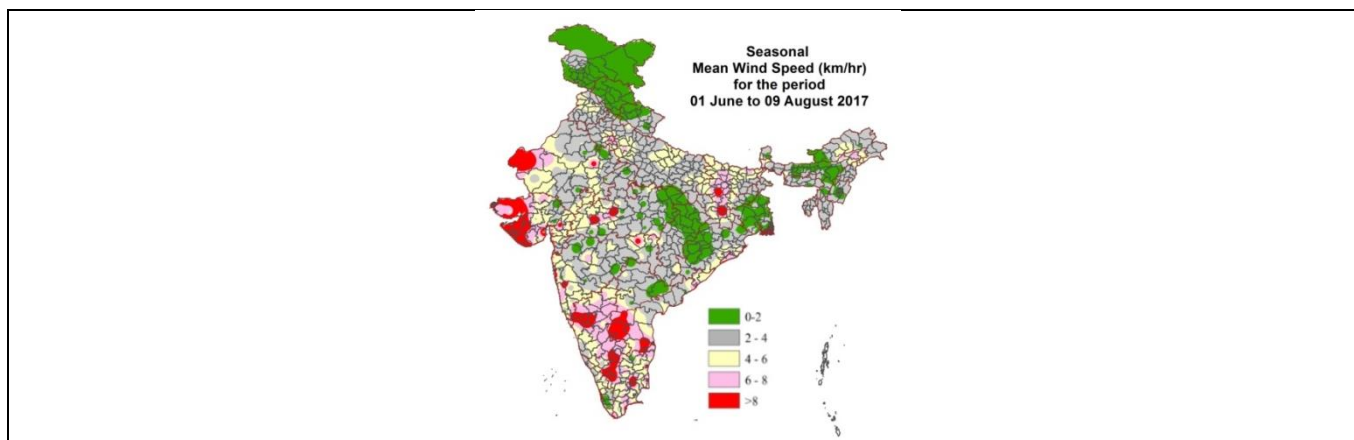 Seasonal
Mean Wind Speed (km/hr)
for the period
01 June to 09 August 2017
0-2
2 - 4
4 - 6
6 - 8
>8